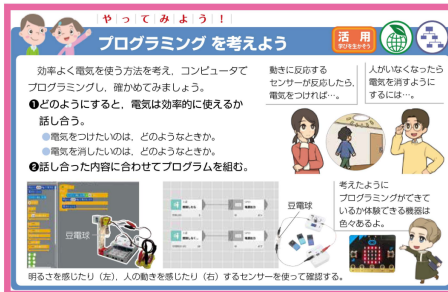 やってみよう！
プログラミングを考えよう
活用
学びを生かそう
効率よく電気を使う方法を考え，コンピュータで
プログラミングし，確かめてみましょう。
❶どのようにすると，電気は効率的に使えるか
話し合う。
●電気をつけたいのは，どのようなときか。
●電気を消したいのは，どのようなときか。
❷話し合った内容に合わせてプログラムを組む。
動きに反応する
センサーが反応したら，
電気をつければ…。
人がいなくなったら
電気を消すように
するには…。
豆電球
豆電球
考えたように
プログラミングができて
いるか体験できる機器は
色々あるよ。
明るさを感じたり（左），人の動きを感じたり（右）するセンサーを使って確認する。